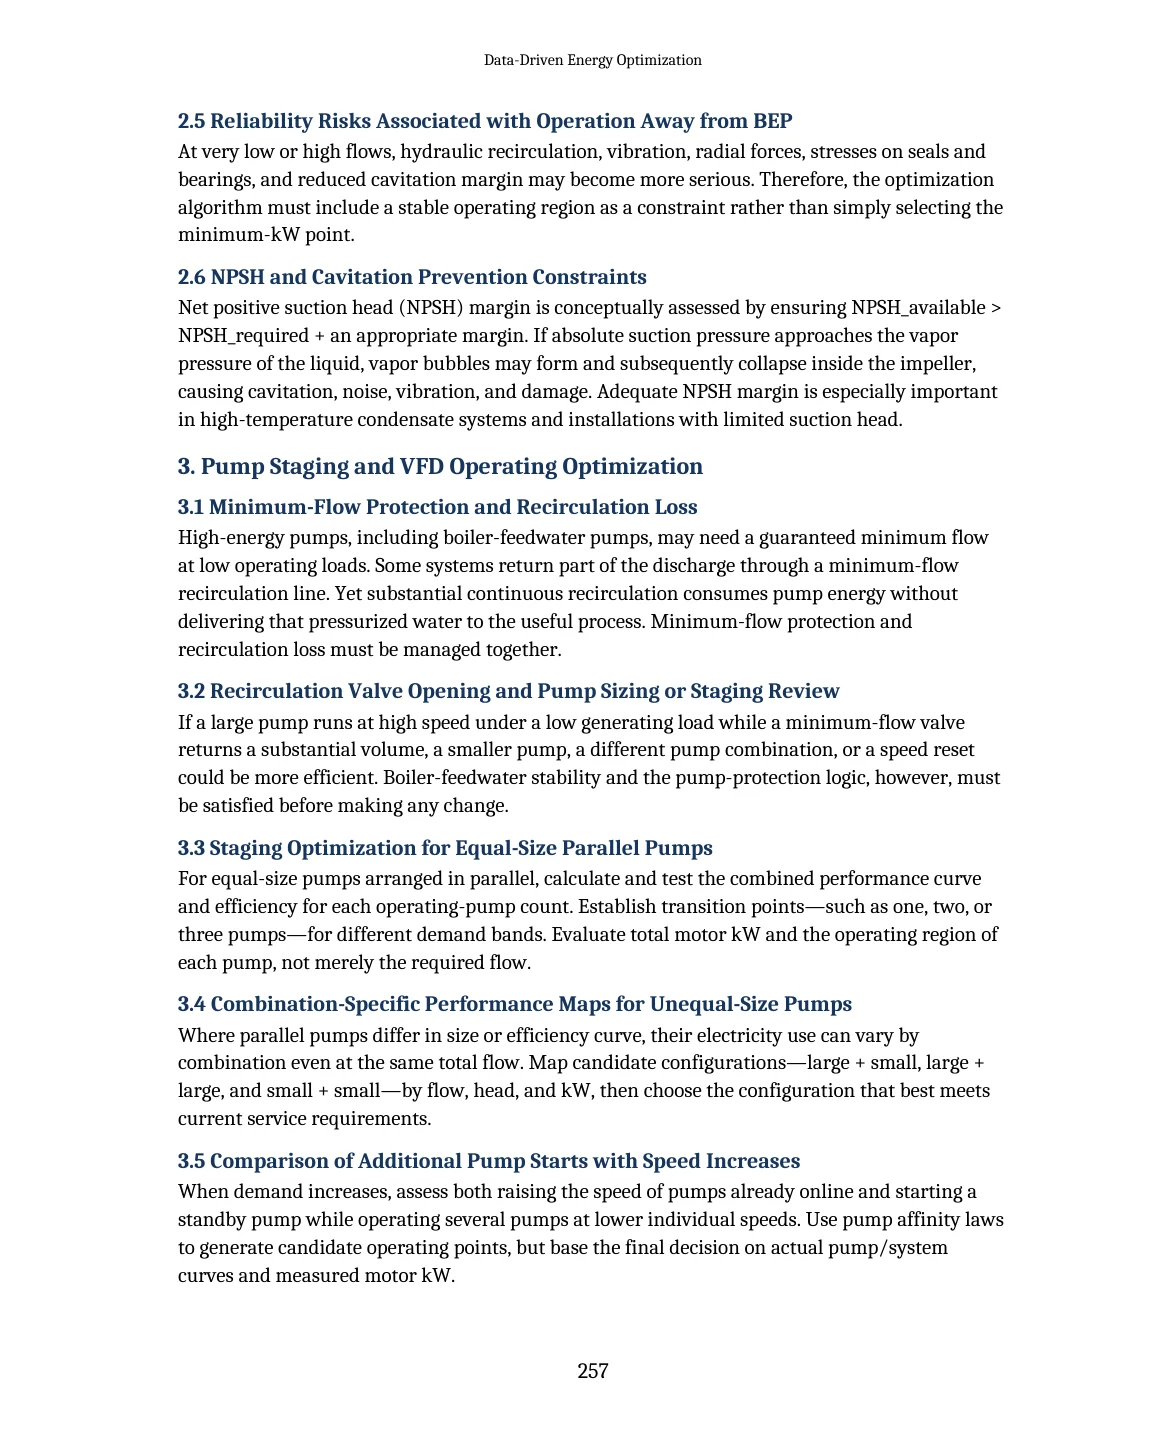 Data-Driven Energy Optimization
2.5 Reliability Risks Associated with Operation Away from BEP
At very low or high flows, hydraulic recirculation, vibration, radial forces, stresses on seals and
bearings, and reduced cavitation margin may become more serious. Therefore, the optimization
algorithm must include a stable operating region as a constraint rather than simply selecting the
minimum-kW point.
2.6 NPSH and Cavitation Prevention Constraints
Net positive suction head (NPSH) margin is conceptually assessed by ensuring NPSH_available >
NPSH_required + an appropriate margin. If absolute suction pressure approaches the vapor
pressure of the liquid, vapor bubbles may form and subsequently collapse inside the impeller,
causing cavitation, noise, vibration, and damage. Adequate NPSH margin is especially important
in high-temperature condensate systems and installations with limited suction head.
3. Pump Staging and VFD Operating Optimization
3.1 Minimum-Flow Protection and Recirculation Loss
High-energy pumps, including boiler-feedwater pumps, may need a guaranteed minimum flow
at low operating loads. Some systems return part of the discharge through a minimum-flow
recirculation line. Yet substantial continuous recirculation consumes pump energy without
delivering that pressurized water to the useful process. Minimum-flow protection and
recirculation loss must be managed together.
3.2 Recirculation Valve Opening and Pump Sizing or Staging Review
If a large pump runs at high speed under a low generating load while a minimum-flow valve
returns a substantial volume, a smaller pump, a different pump combination, or a speed reset
could be more efficient. Boiler-feedwater stability and the pump-protection logic, however, must
be satisfied before making any change.
3.3 Staging Optimization for Equal-Size Parallel Pumps
For equal-size pumps arranged in parallel, calculate and test the combined performance curve
and efficiency for each operating-pump count. Establish transition points—such as one, two, or
three pumps—for different demand bands. Evaluate total motor kW and the operating region of
each pump, not merely the required flow.
3.4 Combination-Specific Performance Maps for Unequal-Size Pumps
Where parallel pumps differ in size or efficiency curve, their electricity use can vary by
combination even at the same total flow. Map candidate configurations—large + small, large +
large, and small + small—by flow, head, and kW, then choose the configuration that best meets
current service requirements.
3.5 Comparison of Additional Pump Starts with Speed Increases
When demand increases, assess both raising the speed of pumps already online and starting a
standby pump while operating several pumps at lower individual speeds. Use pump affinity laws
to generate candidate operating points, but base the final decision on actual pump/system
curves and measured motor kW.
257